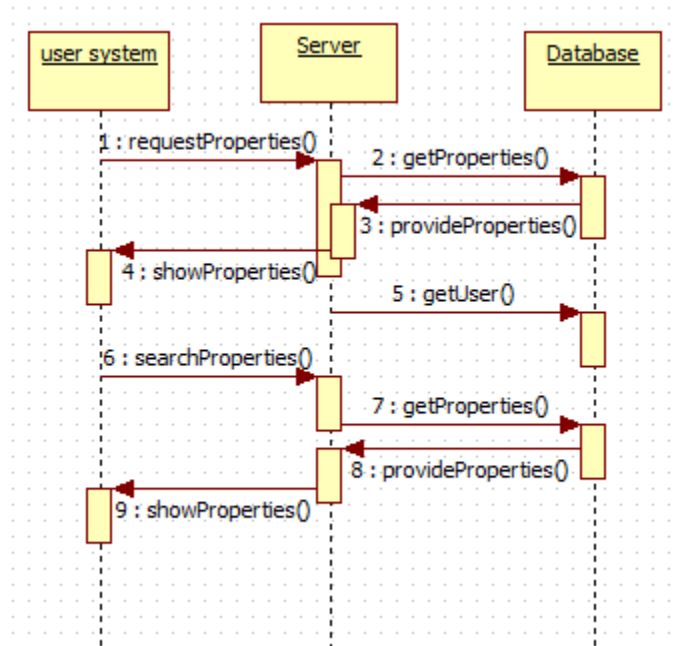 user system
Server
Database
1 : requestProperties()
2 : getProperties()
3 : provideProperties()
4 : showProperties()
5 : getUser()
6 : searchProperties()
7 : getProperties()
8 : provideProperties()
9 : showProperties()